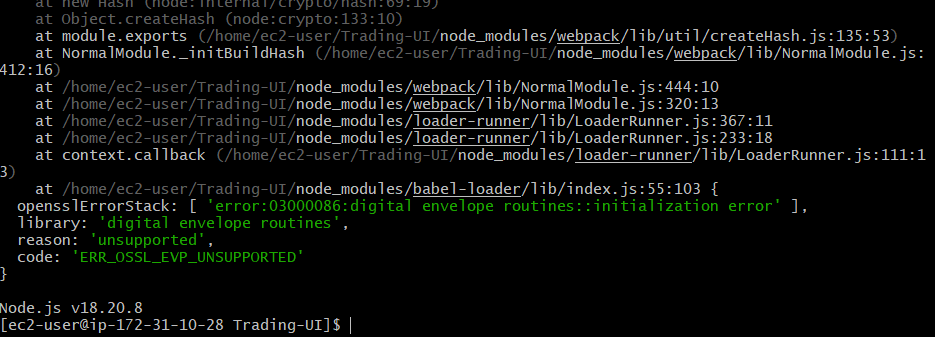 at new Hash (node:internal/crypto/hash:69:19)
at Object.createHash (node:crypto:133:10)
at module.exports (/home/ec2-user/Trading-UI/node_modules/webpack/lib/util/createHash.js:135:53)
at NormalModule._initBuildHash (/home/ec2-user/Trading-UI/node_modules/webpack/lib/NormalModule.js:
412:16)
at /home/ec2-user/Trading-UI/node_modules/webpack/lib/NormalModule.js:444:10
at /home/ec2-user/Trading-UI/node_modules/webpack/lib/NormalModule.js:320:13
at /home/ec2-user/Trading-UI/node_modules/loader-runner/lib/LoaderRunner.js:367:11
at /home/ec2-user/Trading-UI/node_modules/loader-runner/lib/LoaderRunner.js:233:18
at context.callback (/home/ec2-user/Trading-UI/node_modules/loader-runner/lib/LoaderRunner.js:111:1
3)
at /home/ec2-user/Trading-UI/node_modules/babel-loader/lib/index.js:55:103 {
opensslErrorStack: [ 'error:03000086:digital envelope routines::initialization error' ],
library: 'digital envelope routines',
reason: 'unsupported',
code: 'ERR_OSSL_EVP_UNSUPPORTED'
}
Node.js v18.20.8
[ec2-user@ip-172-31-10-28 Trading-UI]$